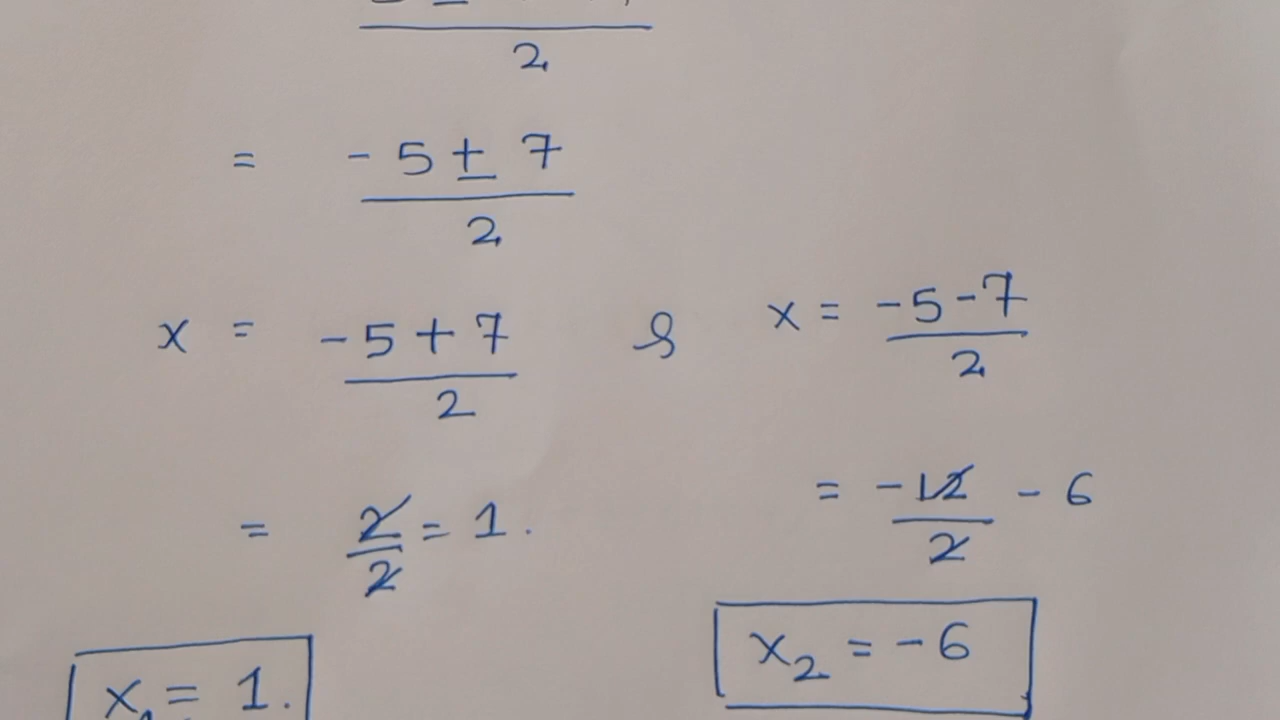 2
= -5 ± 7
2
x = -5 + 7 & x = -5 - 7
2 2
= 2 = 1. = -12 - 6
2 2
x₁ = 1. x₂ = -6